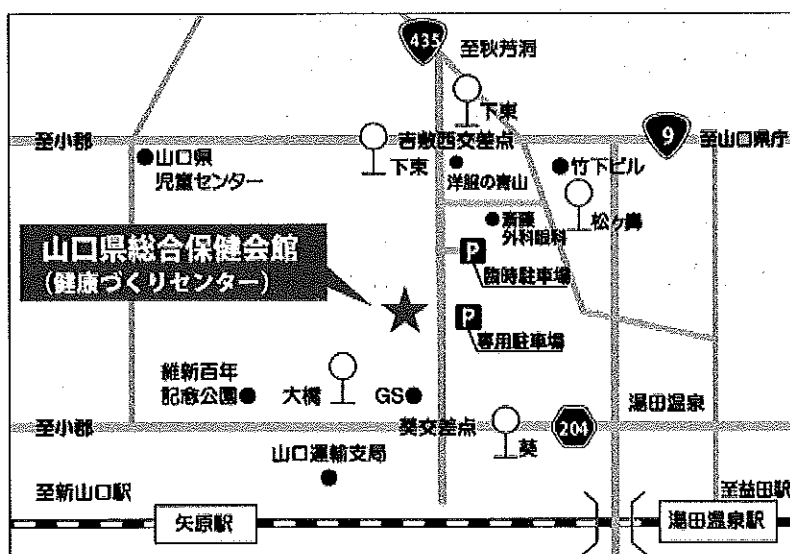 435
至秋芳洞
下東
至小郡
吉敷西交差点
9
至山口県庁
山口県
児童センター
下東
洋服の青山
竹下ビル
斎藤
外科眼科
松ヶ鼻
山口県総合保健会館
(健康づくりセンター)
P
臨時駐車場
P
専用駐車場
維新百年
記念公園
大橋
GS
湯田温泉
至小郡
葵交差点
葵
204
山口運輸支局
至新山口駅
至益田駅
矢原駅
湯田温泉駅